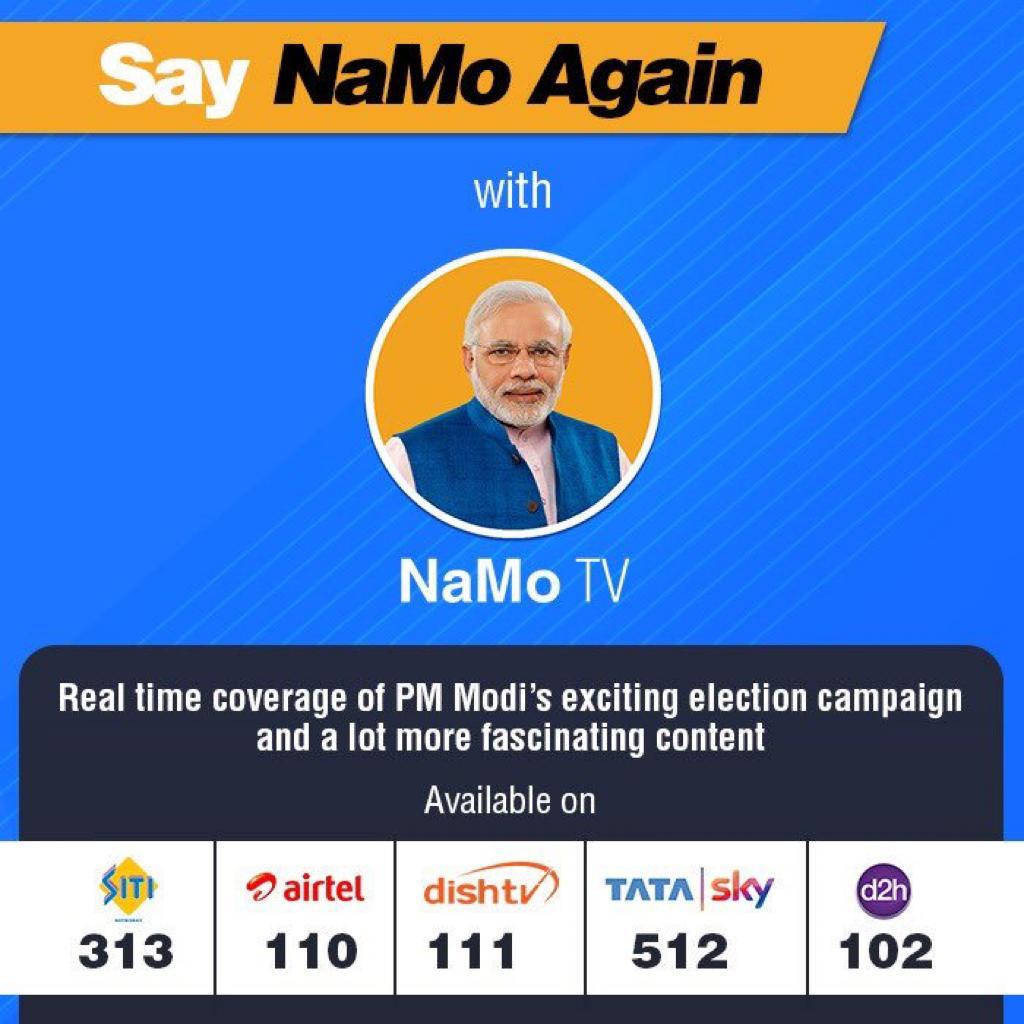 Say NaMo Again
with
NaMo TV
Real time coverage of PM Modi's exciting election campaign
and a lot more fascinating content
Available on
SITI airtel dishtv TATA sky d2h
313 110 111 512 102